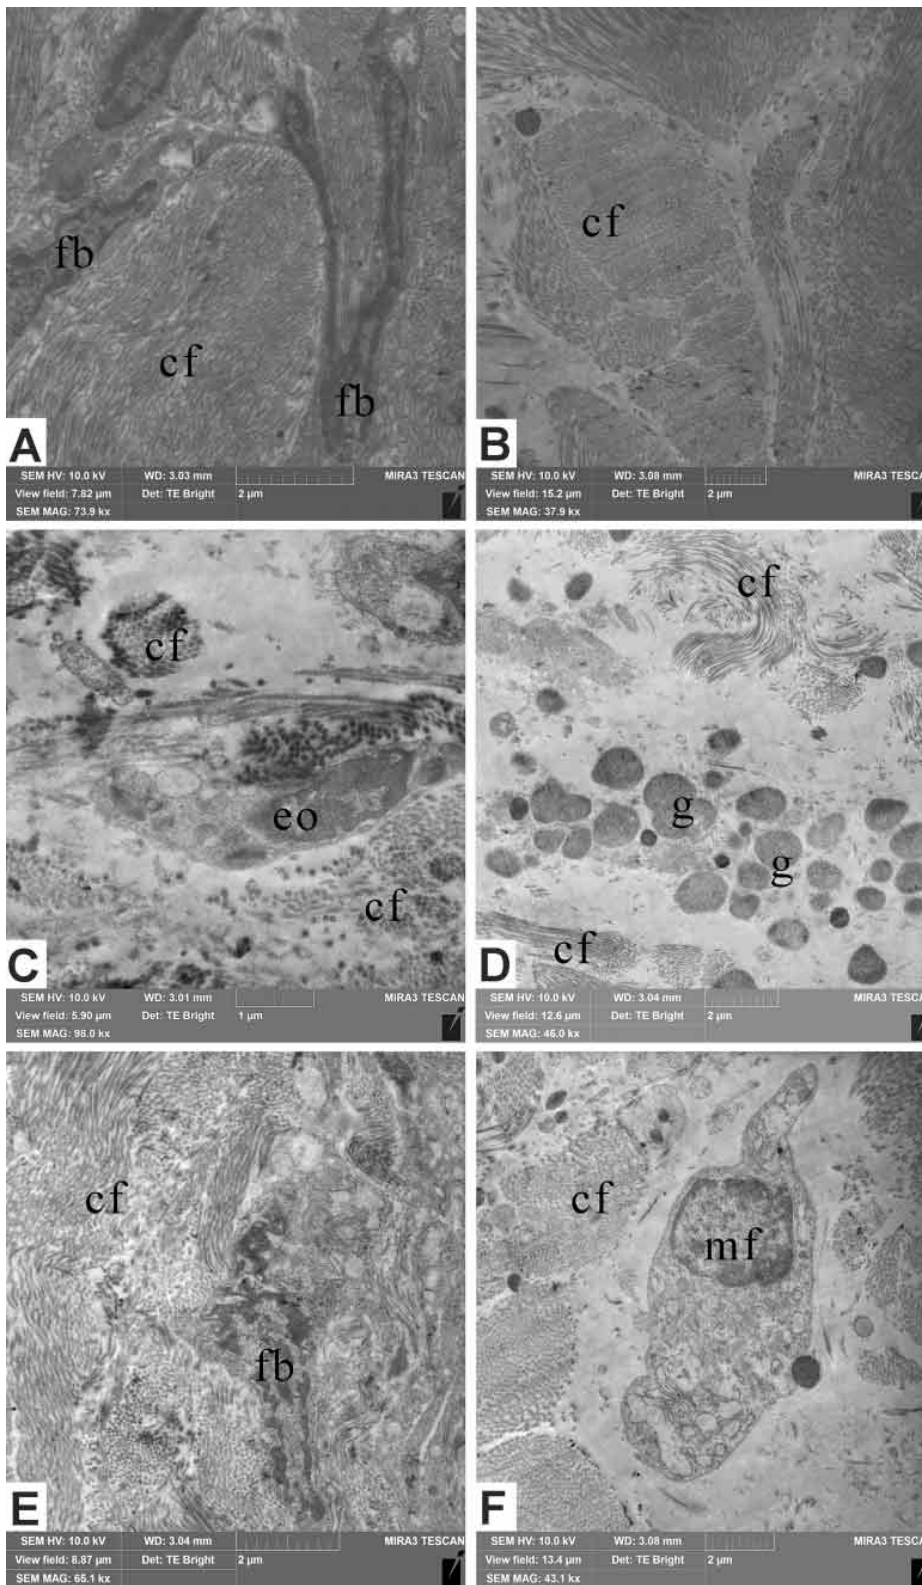 fb
cf
fb
A
SEM HV: 10.0 kV WD: 3.03 mm MIRA3 TESCAN
View field: 7.82 µm Det: TE Bright 2 µm
SEM MAG: 73.9 kx
cf
B
SEM HV: 10.0 kV WD: 3.08 mm MIRA3 TESCAN
View field: 15.2 µm Det: TE Bright 2 µm
SEM MAG: 37.9 kx
cf
eo
cf
C
SEM HV: 10.0 kV WD: 3.01 mm MIRA3 TESCAN
View field: 5.90 µm Det: TE Bright 1 µm
SEM MAG: 98.0 kx
cf
g
g
cf
D
SEM HV: 10.0 kV WD: 3.04 mm MIRA3 TESCAN
View field: 12.6 µm Det: TE Bright 2 µm
SEM MAG: 46.0 kx
cf
fb
E
SEM HV: 10.0 kV WD: 3.04 mm MIRA3 TESCAN
View field: 8.87 µm Det: TE Bright 2 µm
SEM MAG: 65.1 kx
cf
mf
F
SEM HV: 10.0 kV WD: 3.08 mm MIRA3 TESCAN
View field: 13.4 µm Det: TE Bright 2 µm
SEM MAG: 43.1 kx